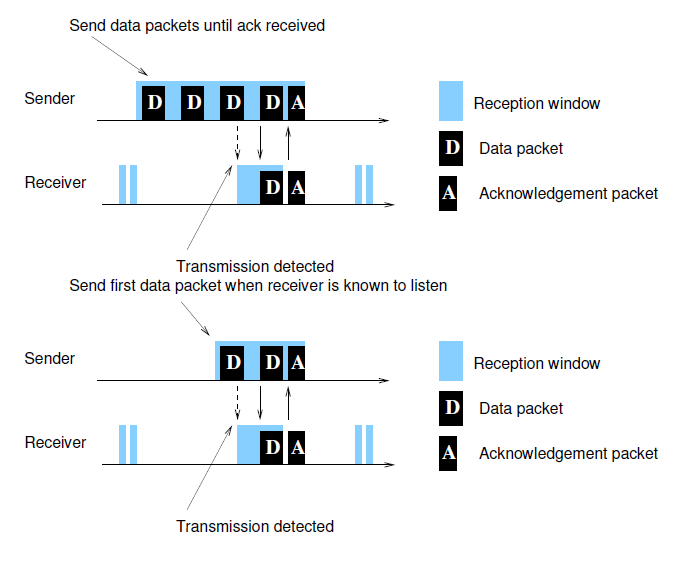 Send data packets until ack received
Sender
D D D D A
Reception window
D Data packet
Receiver
D A
A Acknowledgement packet
Transmission detected
Send first data packet when receiver is known to listen
Sender
D D A
Reception window
D Data packet
Receiver
D A
A Acknowledgement packet
Transmission detected